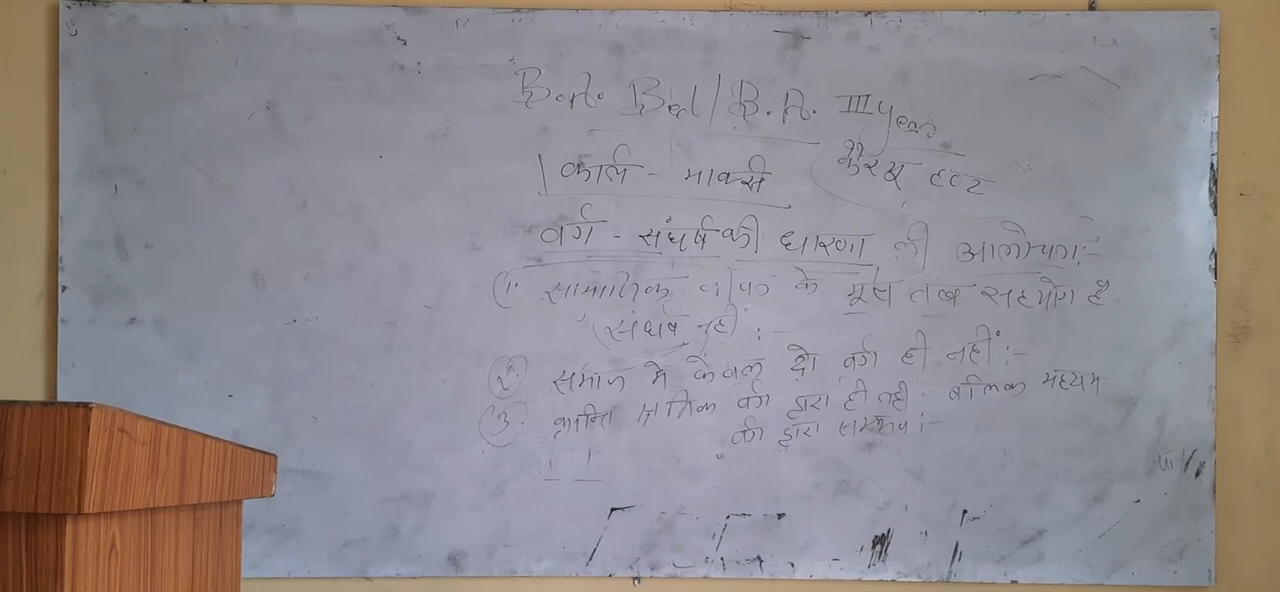 B.A. Bed / B.A. III Year
कार्ल - मार्क्स
वर्ग - संघर्ष की धारणा की आलोचना :-
(1. सामाजिक जीवन के मूल तत्व सहयोग है
(संघर्ष नहीं :-
(2. समाज में केवल दो वर्ग ही नहीं :-
(3. क्रान्ति श्रमिक वर्ग द्वारा ही नहीं बल्कि मध्यम
वर्ग द्वारा सम्भव :-